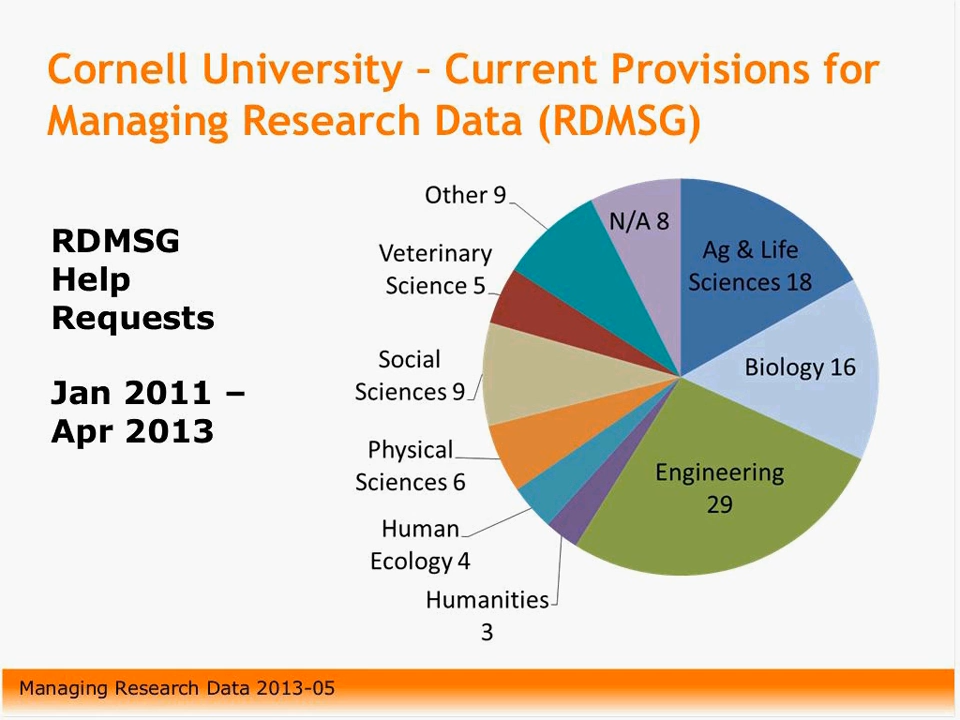 Cornell University – Current Provisions for
Managing Research Data (RDMSG)
RDMSG
Help
Requests
Jan 2011 –
Apr 2013
Other 9
N/A 8
Veterinary
Science 5
Ag & Life
Sciences 18
Social
Sciences 9
Biology 16
Physical
Sciences 6
Engineering
29
Human
Ecology 4
Humanities
3
Managing Research Data 2013-05